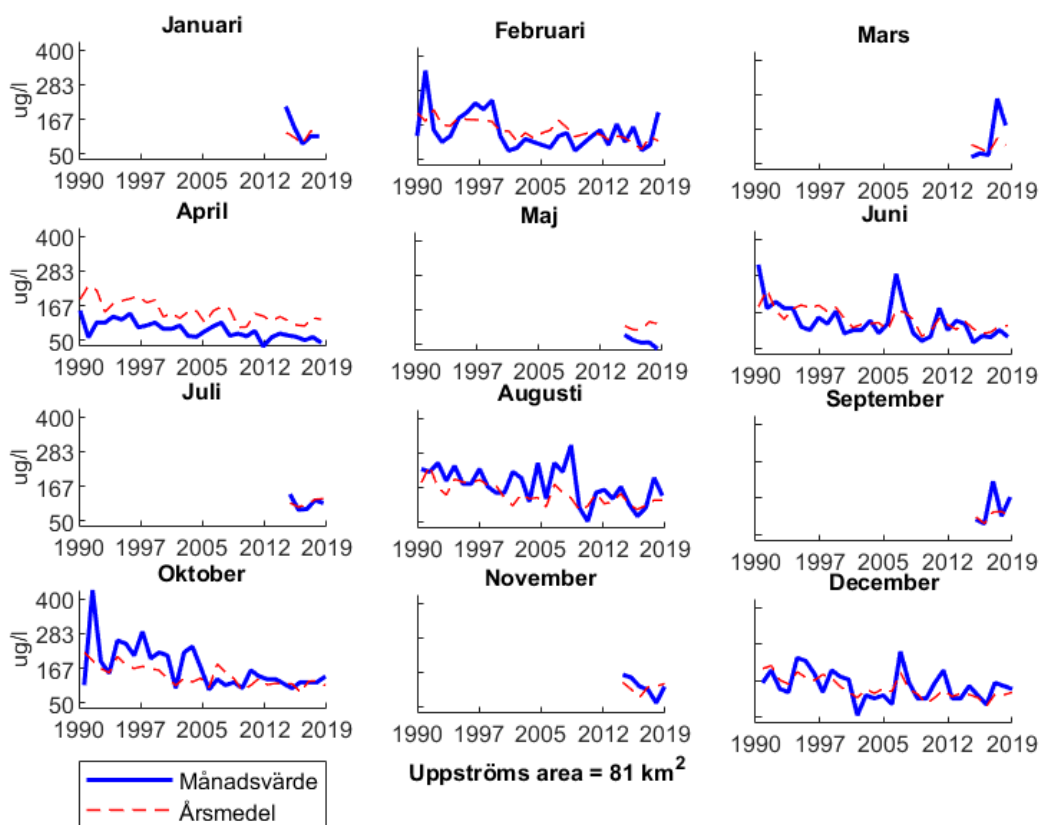 Januari Februari Mars
400
283
167
50
ug/l
1990 1997 2005 2012 2019 1990 1997 2005 2012 2019 1990 1997 2005 2012 2019
April Maj Juni
400
283
167
50
ug/l
1990 1997 2005 2012 2019 1990 1997 2005 2012 2019 1990 1997 2005 2012 2019
Juli Augusti September
400
283
167
50
ug/l
1990 1997 2005 2012 2019 1990 1997 2005 2012 2019 1990 1997 2005 2012 2019
Oktober November December
400
283
167
50
ug/l
1990 1997 2005 2012 2019 1990 1997 2005 2012 2019 1990 1997 2005 2012 2019
Månadsvärde
Årsmedel
Uppströms area = 81 km²